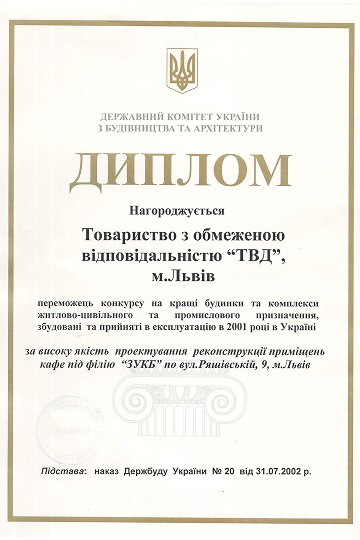 ДЕРЖАВНИЙ КОМІТЕТ УКРАЇНИ
З БУДІВНИЦТВА ТА АРХІТЕКТУРИ
ДИПЛОМ
Нагороджується
Товариство з обмеженою
відповідальністю “ТВД”,
м.Львів
переможець конкурсу на кращі будинки та комплекси
житлово-цивільного та промислового призначення,
збудовані та прийняті в експлуатацію в 2001 році в Україні
за високу якість проектування реконструкції приміщень
кафе під філію “ЗУКБ” по вул.Ряшівській, 9, м.Львів
Підстава: наказ Держбуду України № 20 від 31.07.2002 р.